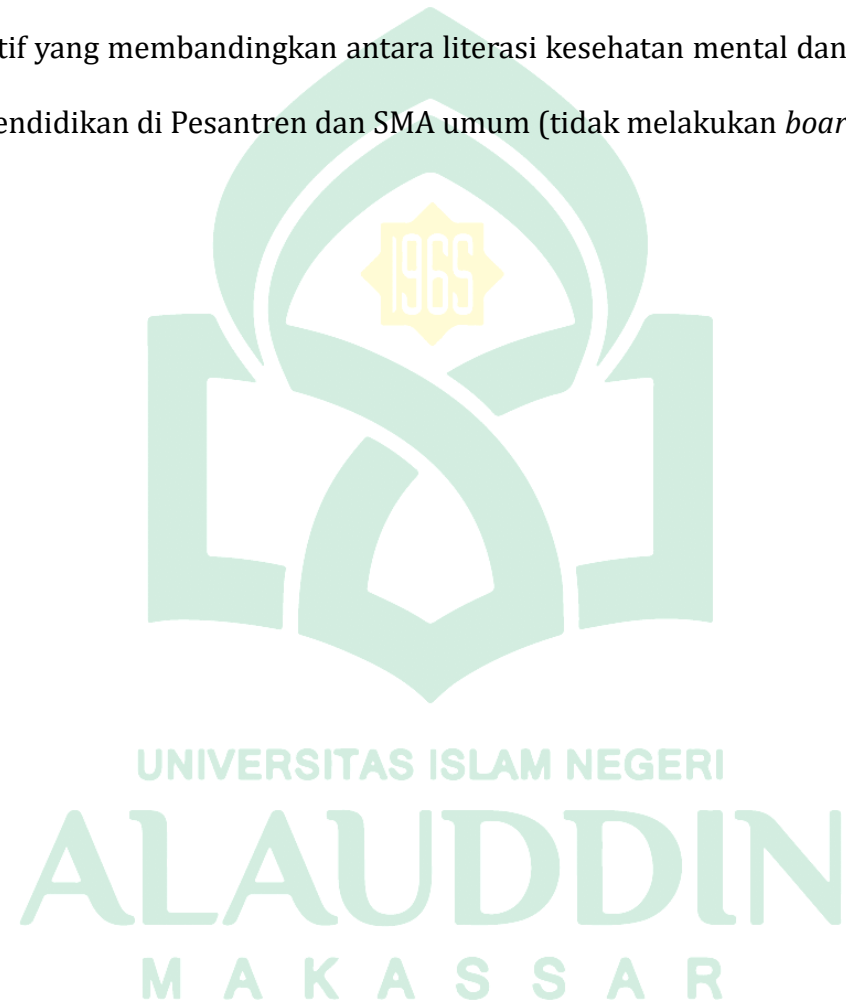 tif yang membandingkan antara literasi kesehatan mental dan
endidikan di Pesantren dan SMA umum (tidak melakukan boar
1965
UNIVERSITAS ISLAM NEGERI
ALAUDDIN
MAKASSAR